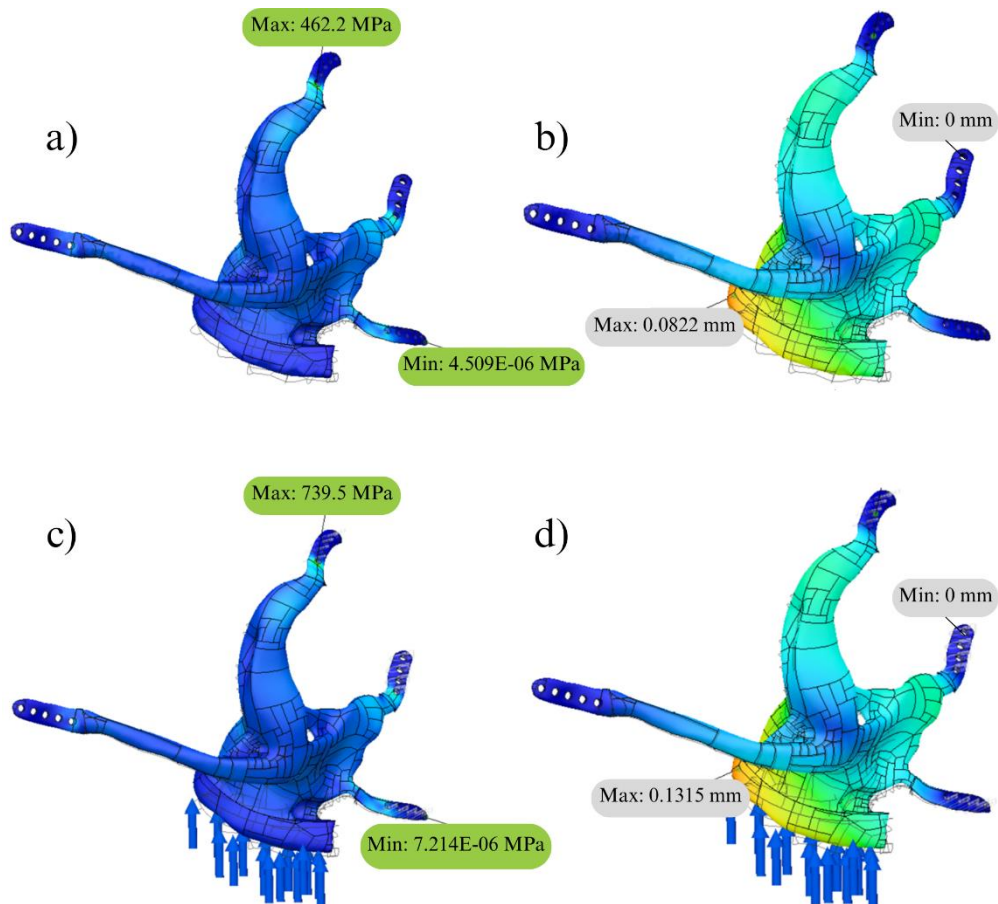 Max: 462.2 MPa
a)
b)
Min: 0 mm
Max: 0.0822 mm
Min: 4.509E-06 MPa
Max: 739.5 MPa
c)
d)
Min: 0 mm
Max: 0.1315 mm
Min: 7.214E-06 MPa